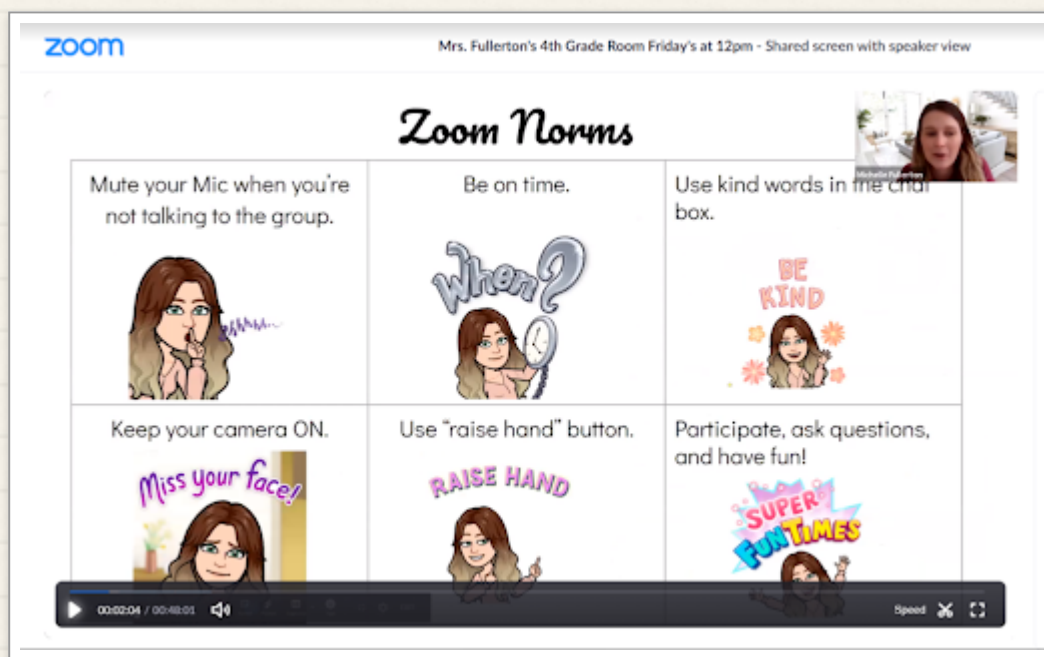 zoom
Mrs. Fullerton's 4th Grade Room Friday's at 12pm - Shared screen with speaker view
Zoom Norms
Michelle Fullerton
Mute your Mic when you're
not talking to the group.
Be on time.
Use kind words in the chat
box.
shhhhh...
When?
BE
KIND
Keep your camera ON.
Use "raise hand" button.
Participate, ask questions,
and have fun!
Miss your face!
RAISE HAND
SUPER
FUN TIMES
00:02:04 / 00:48:01
Speed